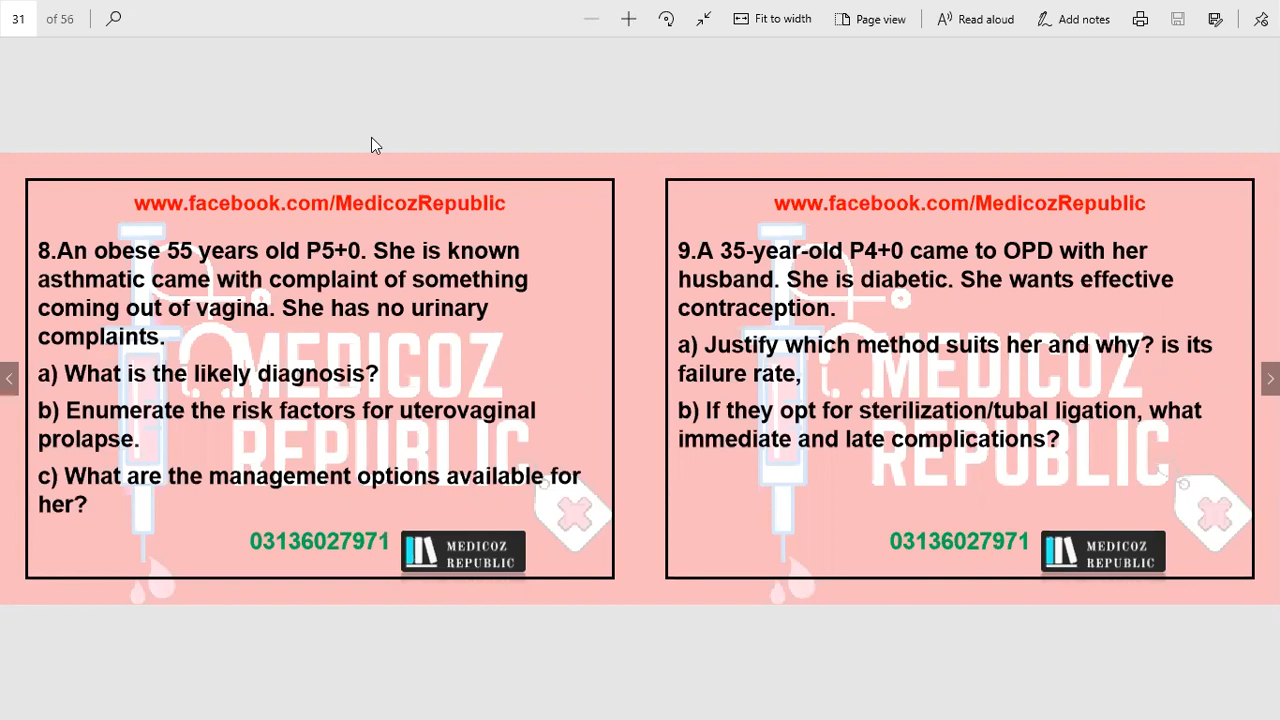 31 of 56 Fit to width Page view Read aloud Add notes
www.facebook.com/MedicozRepublic
8.An obese 55 years old P5+0. She is known
asthmatic came with complaint of something
coming out of vagina. She has no urinary
complaints.
a) What is the likely diagnosis?
b) Enumerate the risk factors for uterovaginal
prolapse.
c) What are the management options available for
her?
MEDICOZ
REPUBLIC
03136027971
MEDICOZ
REPUBLIC
www.facebook.com/MedicozRepublic
9.A 35-year-old P4+0 came to OPD with her
husband. She is diabetic. She wants effective
contraception.
a) Justify which method suits her and why? is its
failure rate,
b) If they opt for sterilization/tubal ligation, what
immediate and late complications?
MEDICOZ
REPUBLIC
03136027971
MEDICOZ
REPUBLIC